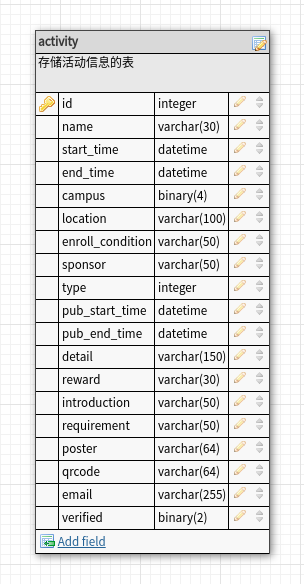 activity
存储活动信息的表
id integer
name varchar(30)
start_time datetime
end_time datetime
campus binary(4)
location varchar(100)
enroll_condition varchar(50)
sponsor varchar(50)
type integer
pub_start_time datetime
pub_end_time datetime
detail varchar(150)
reward varchar(30)
introduction varchar(50)
requirement varchar(50)
poster varchar(64)
qrcode varchar(64)
email varchar(255)
verified binary(2)
Add field